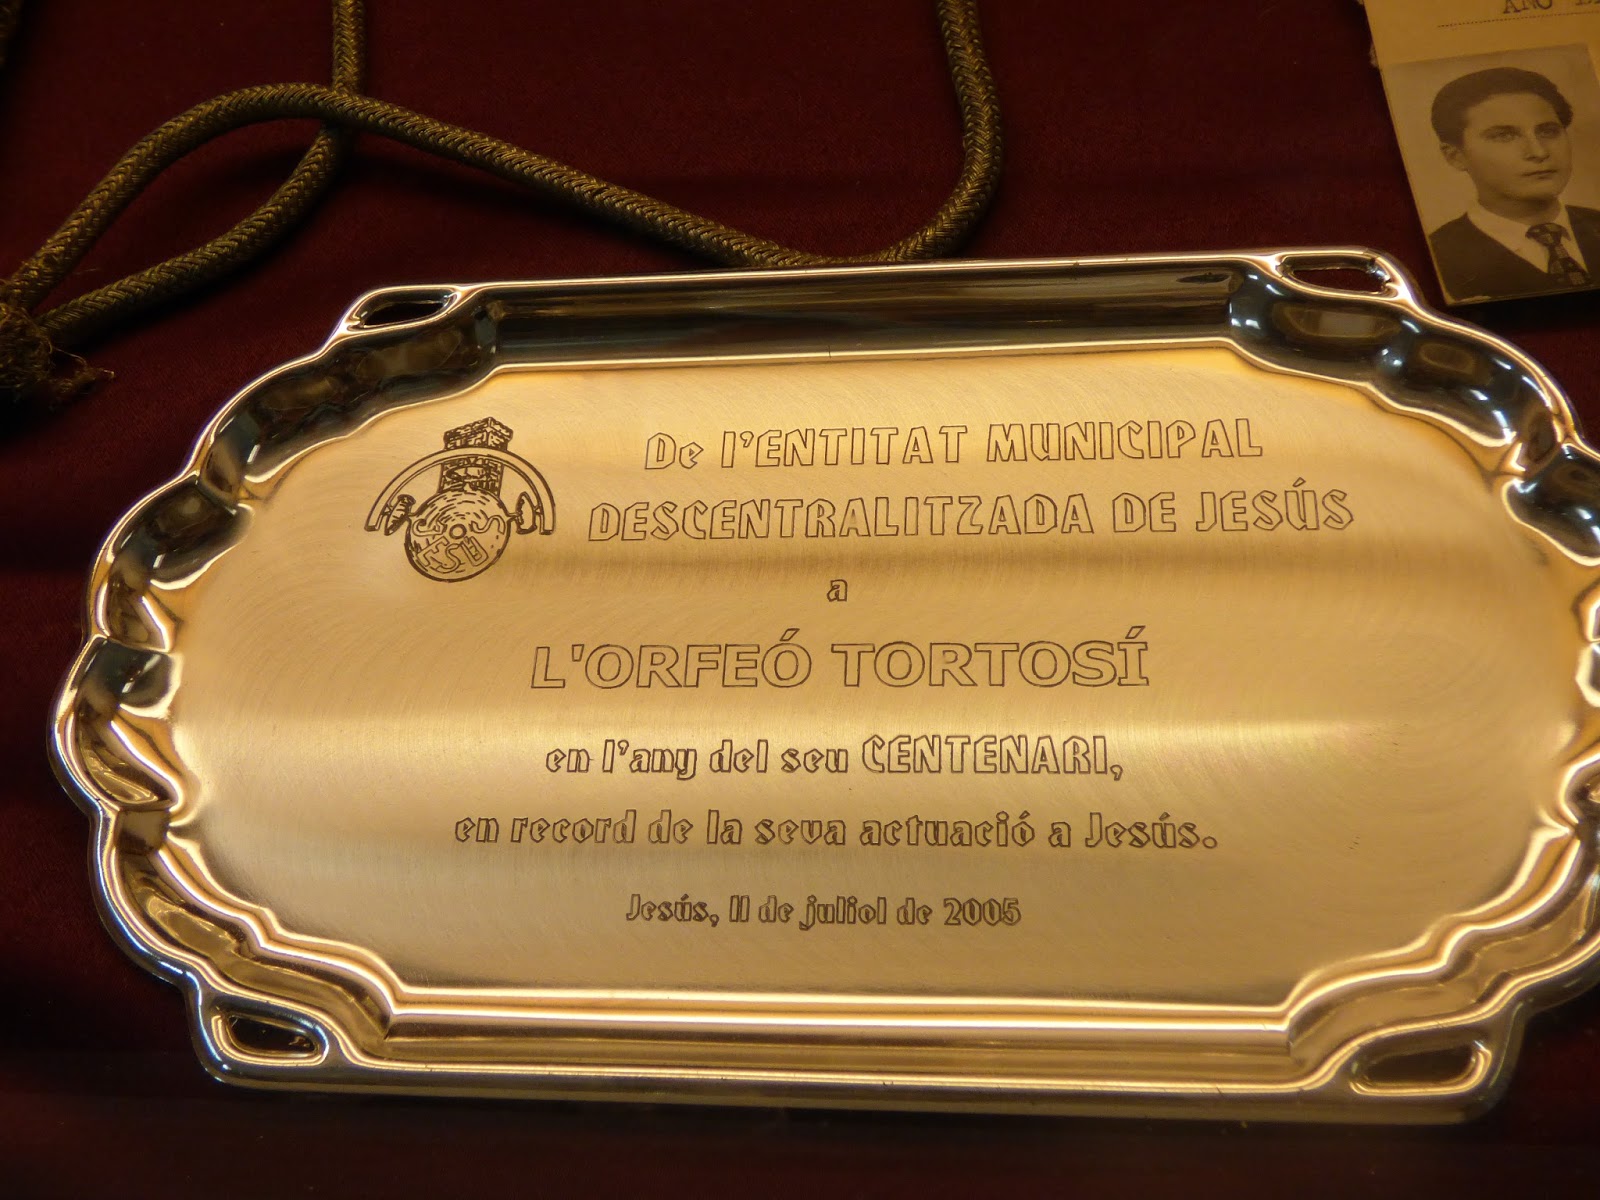 AÑO
De l'ENTITAT MUNICIPAL
DESCENTRALITZADA DE JESÚS
a
L'ORFEÓ TORTOSÍ
en l'any del seu CENTENARI,
en record de la seva actuació a Jesús.
Jesús, 11 de juliol de 2005